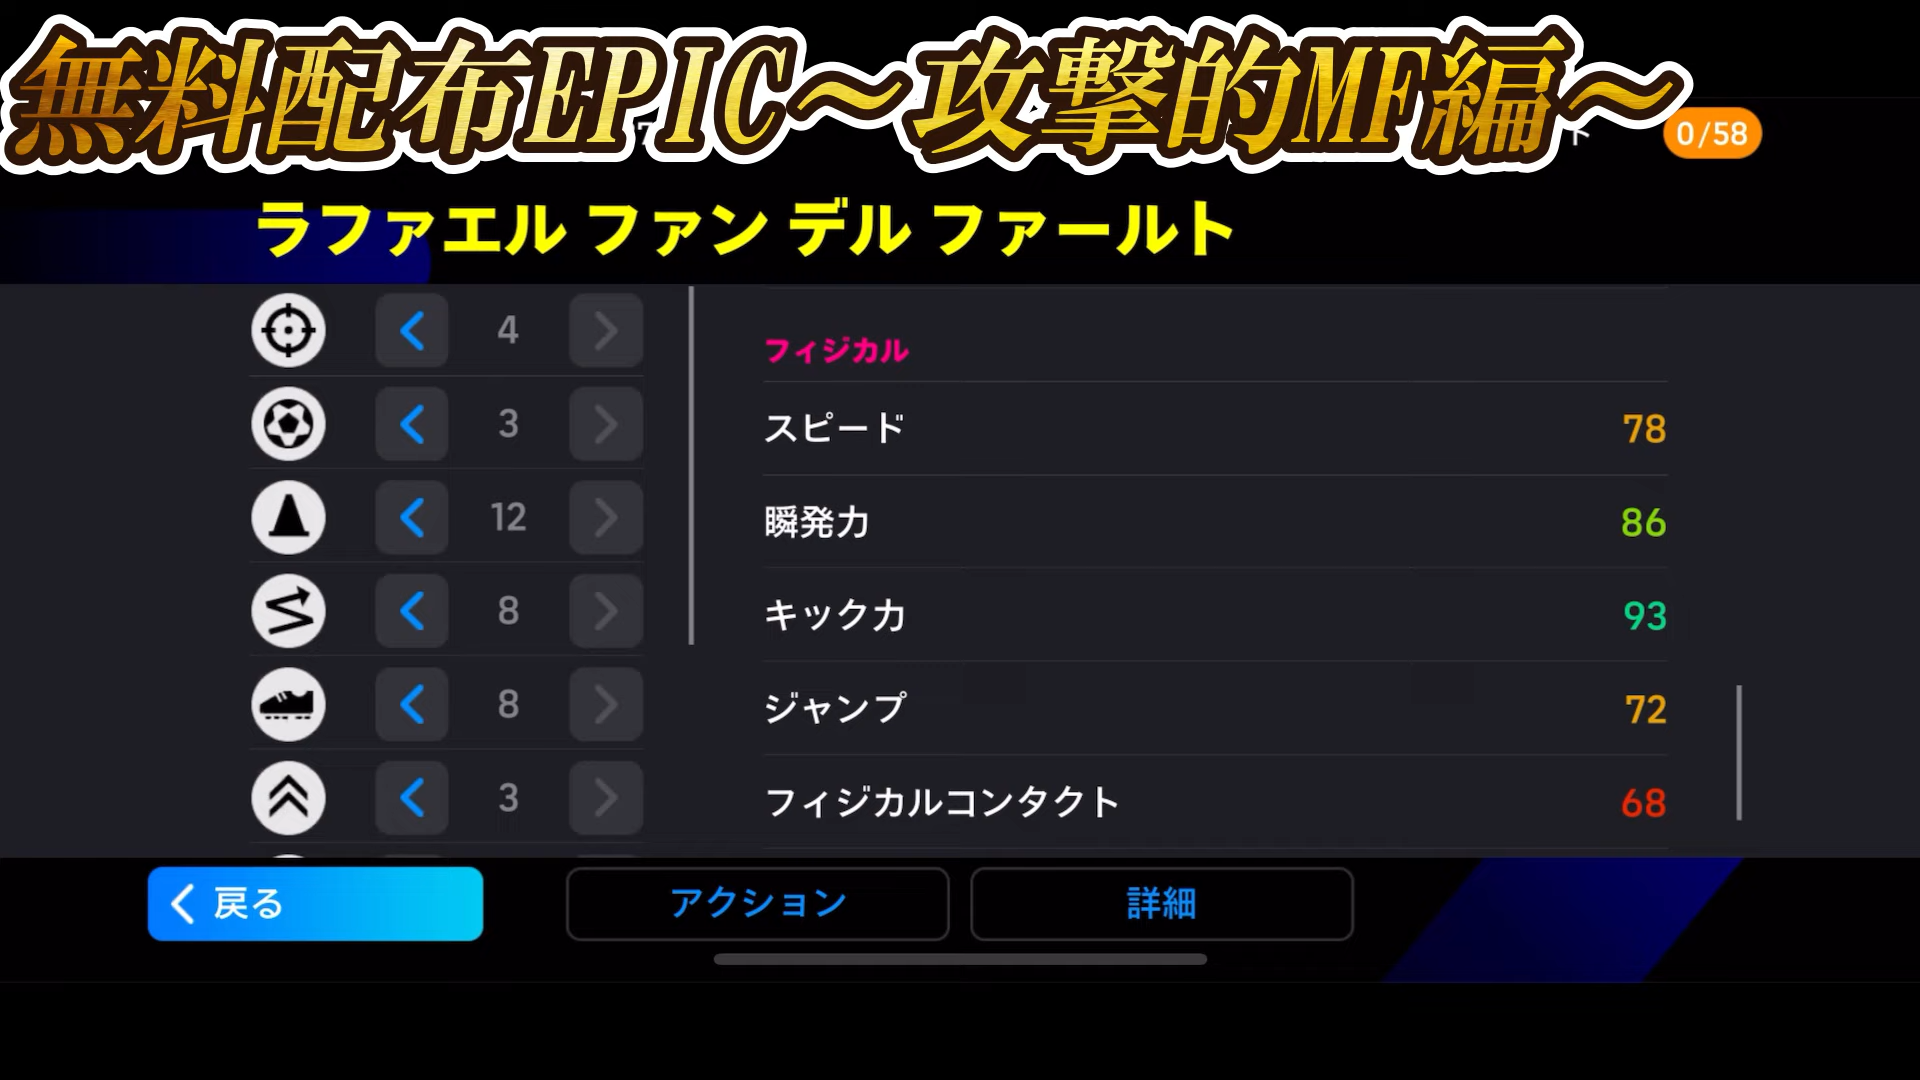 無料配布EPIC〜攻撃的MF編〜
0/58
ラファエル ファン デル ファールト
4
3
12
8
8
3
フィジカル
スピード 78
瞬発力 86
キック力 93
ジャンプ 72
フィジカルコンタクト 68
戻る
アクション
詳細